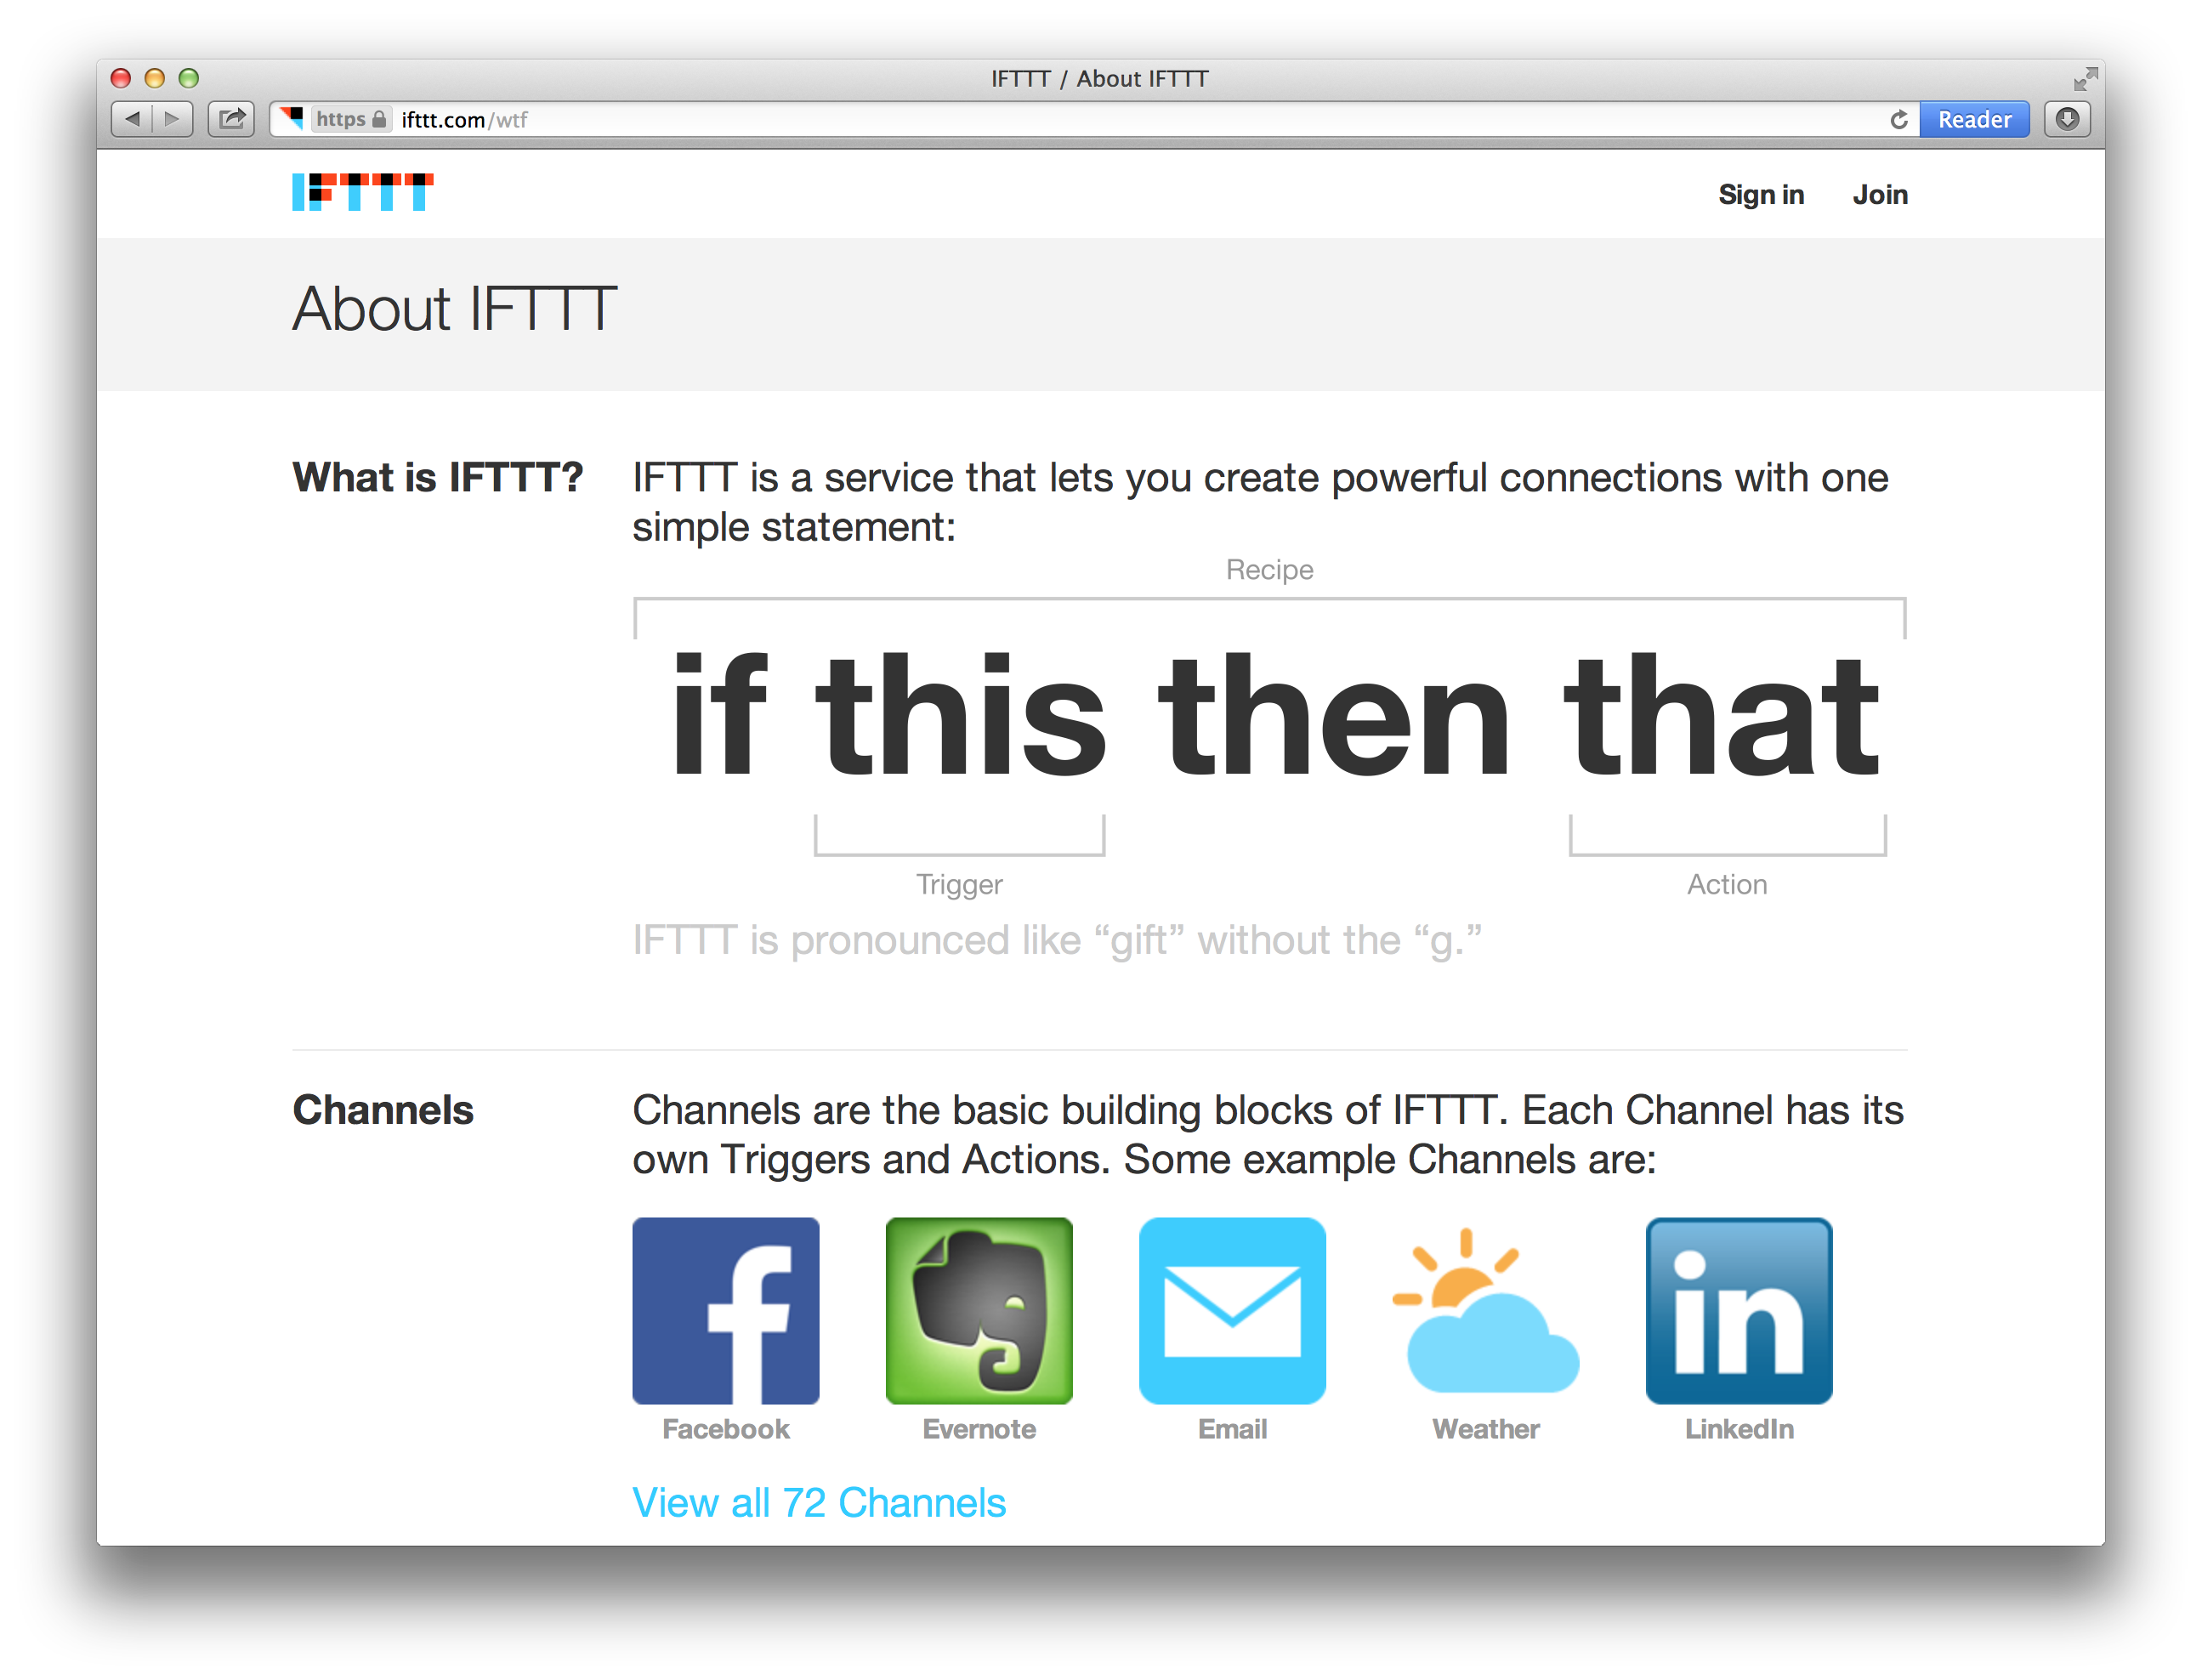 IFTTT / About IFTTT
https ifttt.com/wtf
Reader
IFTTT
Sign in
Join
About IFTTT
What is IFTTT?
IFTTT is a service that lets you create powerful connections with one
simple statement:
Recipe
if this then that
Trigger
Action
IFTTT is pronounced like “gift” without the “g.”
Channels
Channels are the basic building blocks of IFTTT. Each Channel has its
own Triggers and Actions. Some example Channels are:
f
in
Facebook
Evernote
Email
Weather
LinkedIn
View all 72 Channels